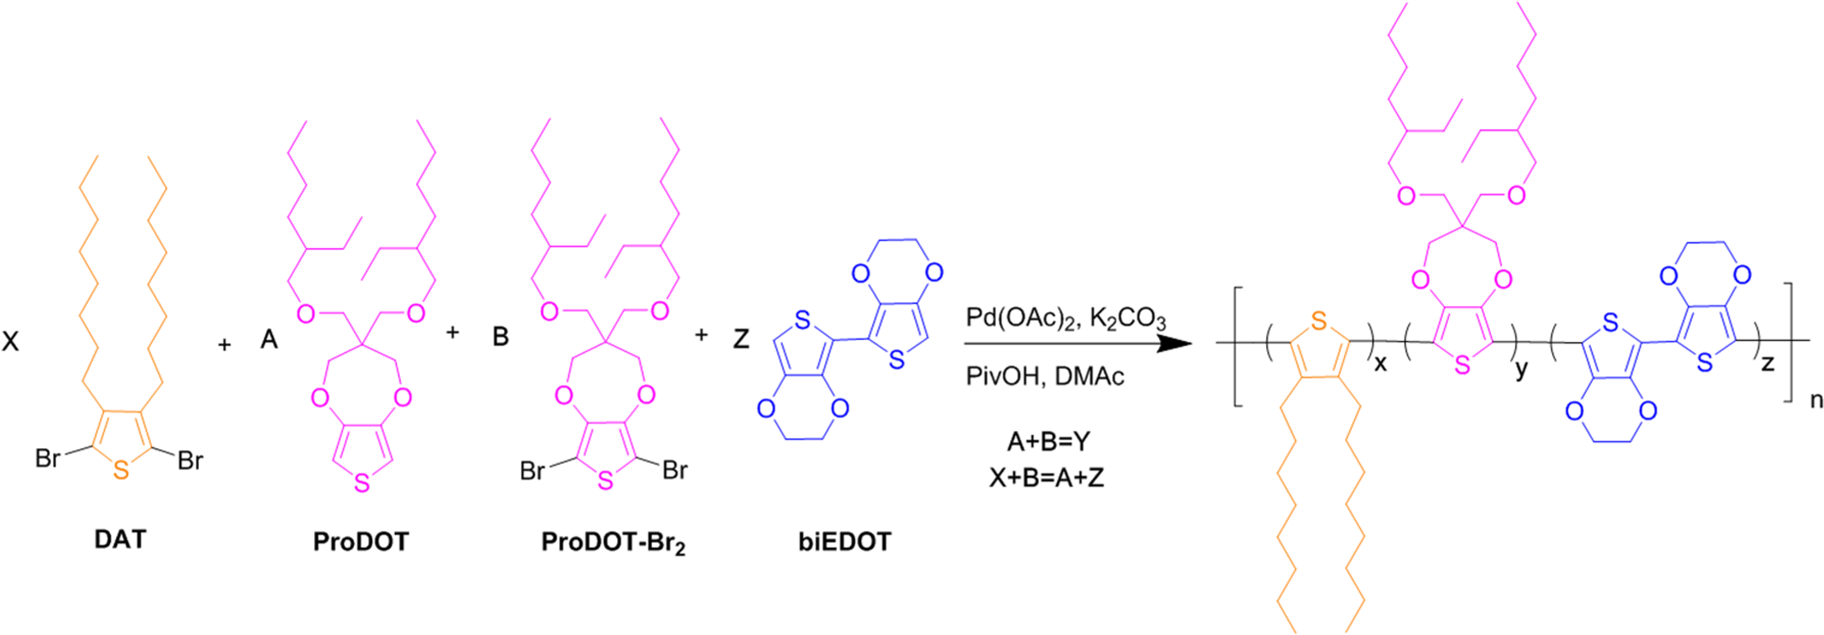 X
+
A
+
B
+
Z
Br
Br
S
O
O
O
O
S
O
O
O
O
Br
Br
S
O
O
S
S
O
O
Pd(OAc)₂, K₂CO₃
PivOH, DMAc
A+B=Y
X+B=A+Z
DAT
ProDOT
ProDOT-Br₂
biEDOT
O
O
O
O
S
S
x
y
O
O
S
S
O
O
z
n